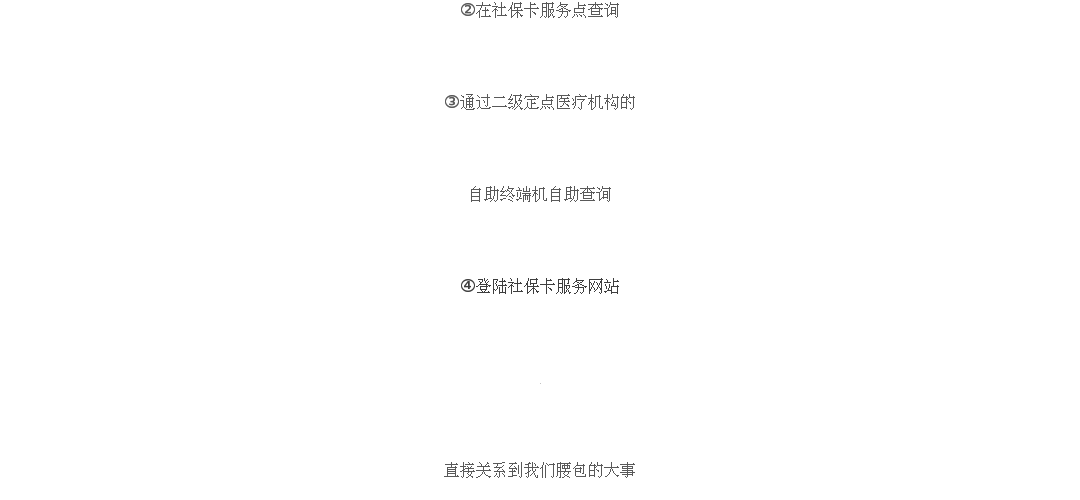 ②在社保卡服务点查询
③通过二级定点医疗机构的
自助终端机自助查询
④登陆社保卡服务网站
直接关系到我们腰包的大事